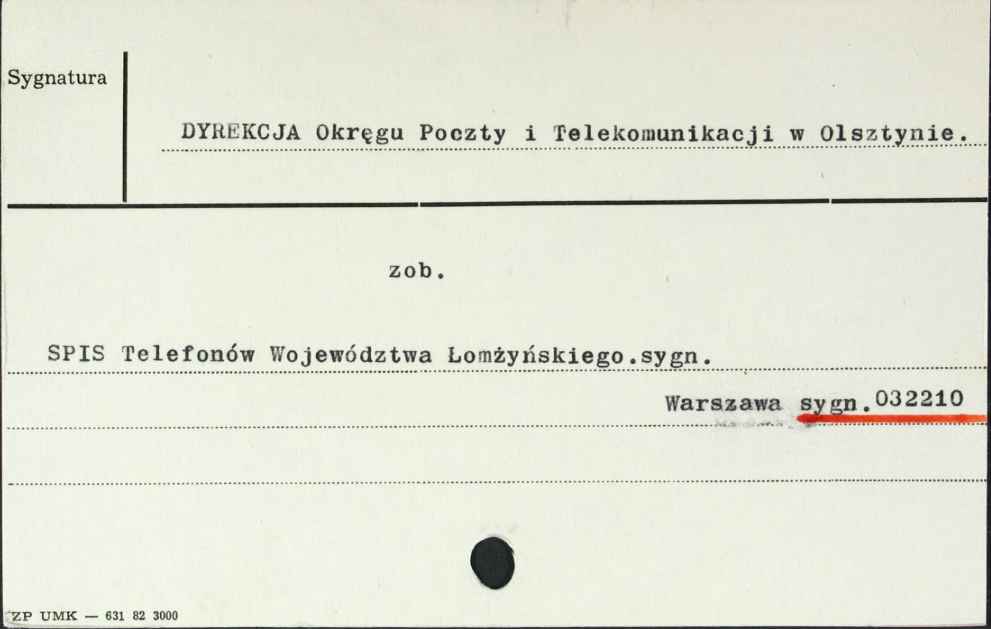 Sygnatura
DYREKCJA Okręgu Poczty i Telekomunikacji w Olsztynie.
zob.
SPIS Telefonów Województwa Łomżyńskiego.sygn.
Warszawa sygn.032210
ZP UMK — 631 82 3000